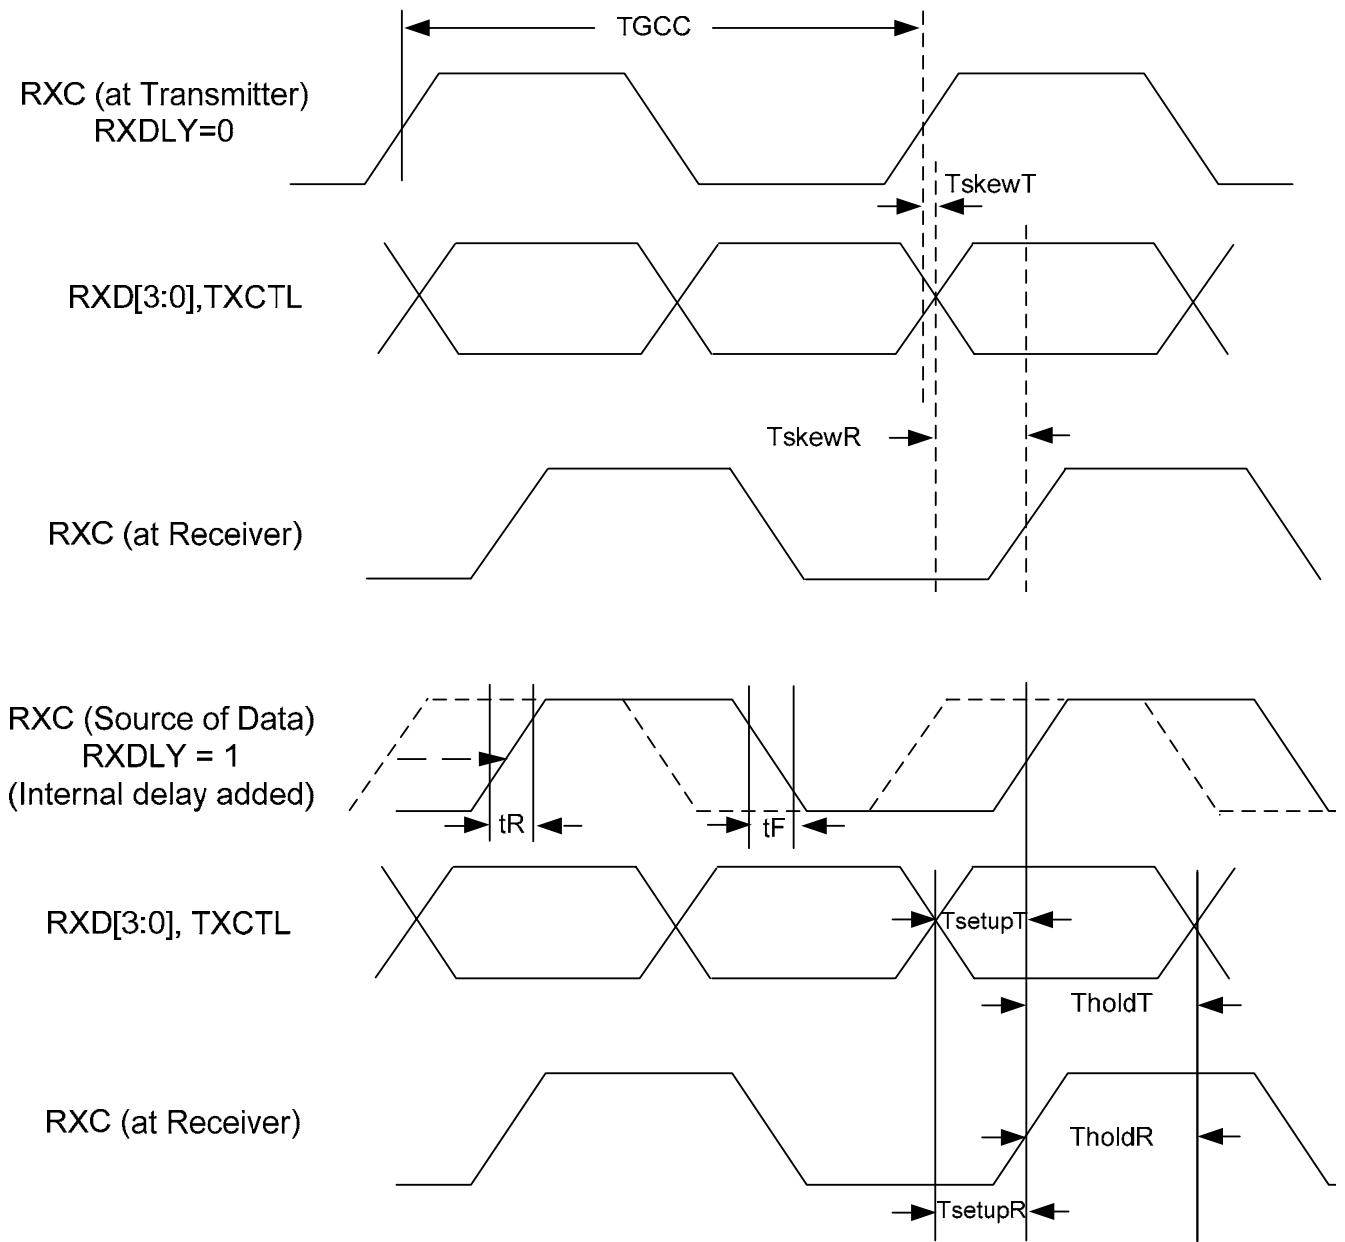 TGCC
RXC (at Transmitter)
RXDLY=0
TskewT
RXD[3:0],TXCTL
TskewR
RXC (at Receiver)
RXC (Source of Data)
RXDLY = 1
(Internal delay added)
tR
tF
RXD[3:0], TXCTL
TsetupT
TholdT
RXC (at Receiver)
TholdR
TsetupR